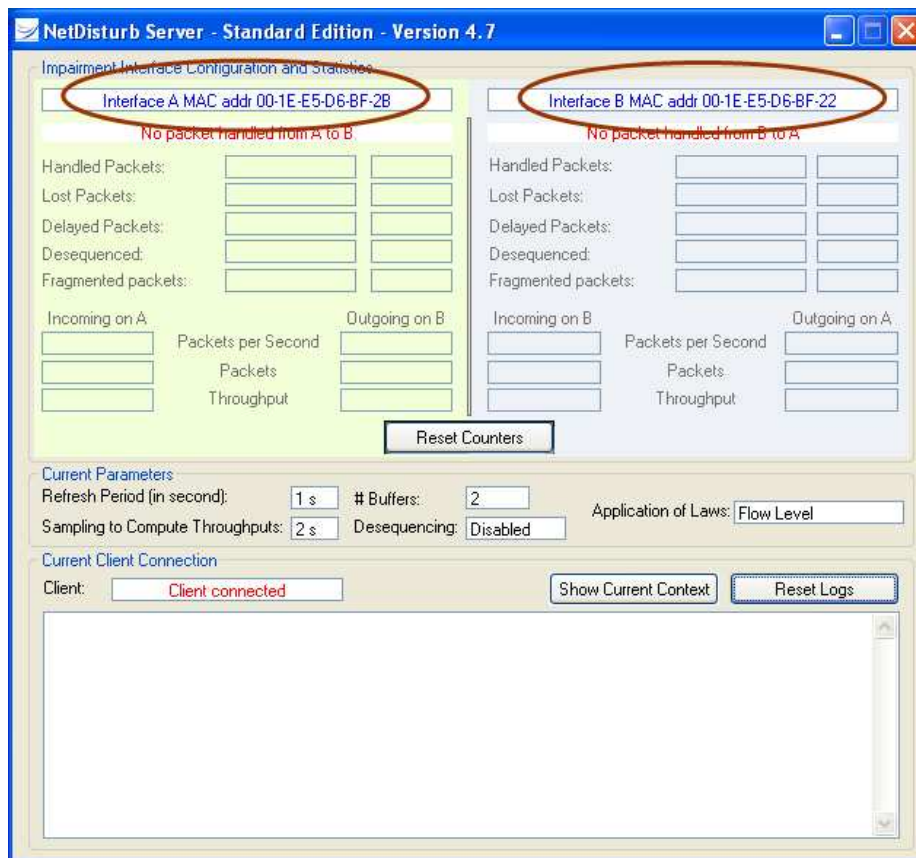 NetDisturb Server - Standard Edition - Version 4.7
Impairment Interface Configuration and Statistics
Interface A MAC addr 00-1E-E5-D6-BF-2B
No packet handled from A to B
Handled Packets:
Lost Packets:
Delayed Packets:
Desequenced:
Fragmented packets:
Incoming on A Outgoing on B
Packets per Second
Packets
Throughput
Interface B MAC addr 00-1E-E5-D6-BF-22
No packet handled from B to A
Handled Packets:
Lost Packets:
Delayed Packets:
Desequenced:
Fragmented packets:
Incoming on B Outgoing on A
Packets per Second
Packets
Throughput
Reset Counters
Current Parameters
Refresh Period (in second): 1 s # Buffers: 2
Sampling to Compute Throughputs: 2 s Desequencing: Disabled
Application of Laws: Flow Level
Current Client Connection
Client: Client connected Show Current Context Reset Logs